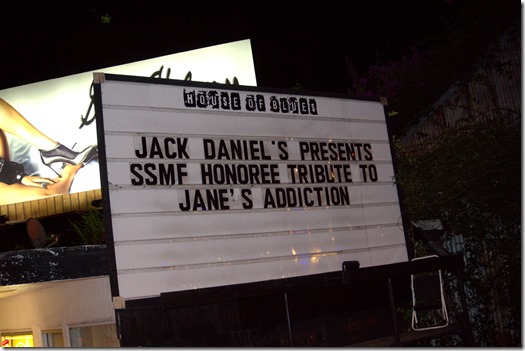 HOUSE OF BLUES
JACK DANIEL'S PRESENTS
SSMF HONOREE TRIBUTE TO
JANE'S ADDICTION